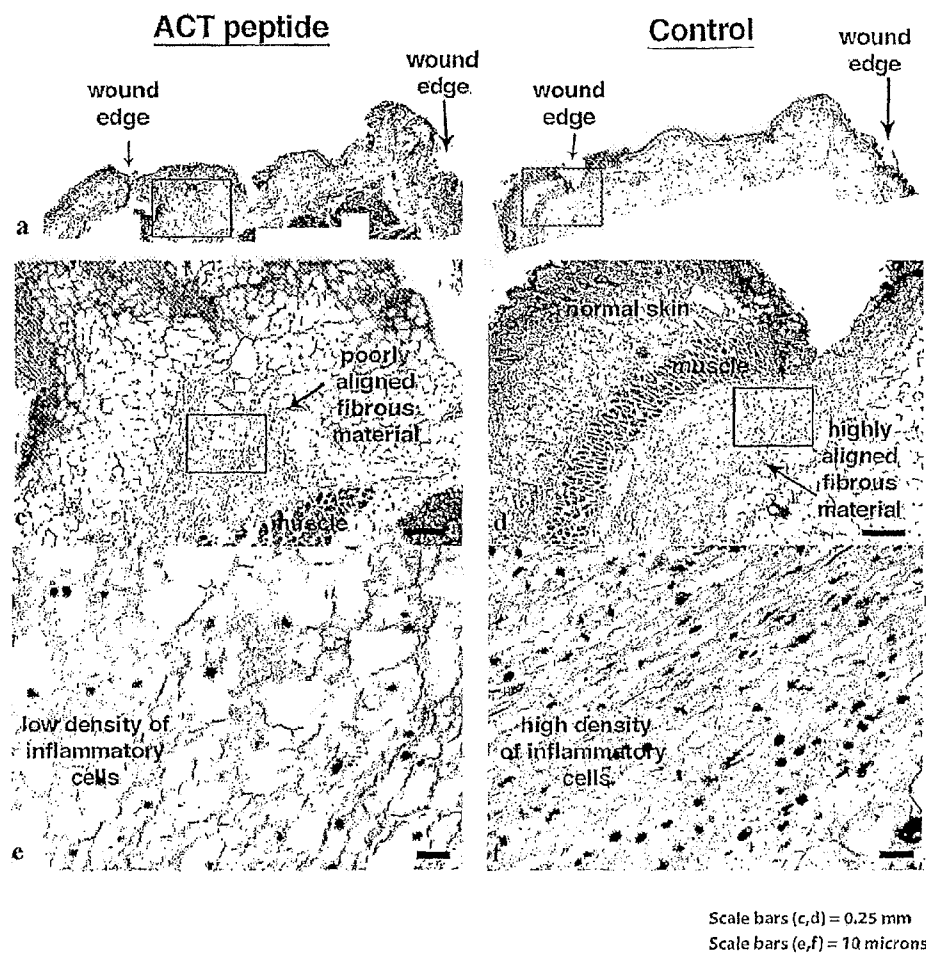 ACT peptide
Control
wound
edge
wound
edge.
wound
edge
wound
edge
a
poorly
aligned
fibrous
material
muscle
c
normal skin
muscle
highly
aligned
fibrous
material
d
low density of
inflammatory
cells
e
high density
of inflammatory
cells
f
Scale bars (c,d) = 0.25 mm
Scale bars (e,f) = 10 microns